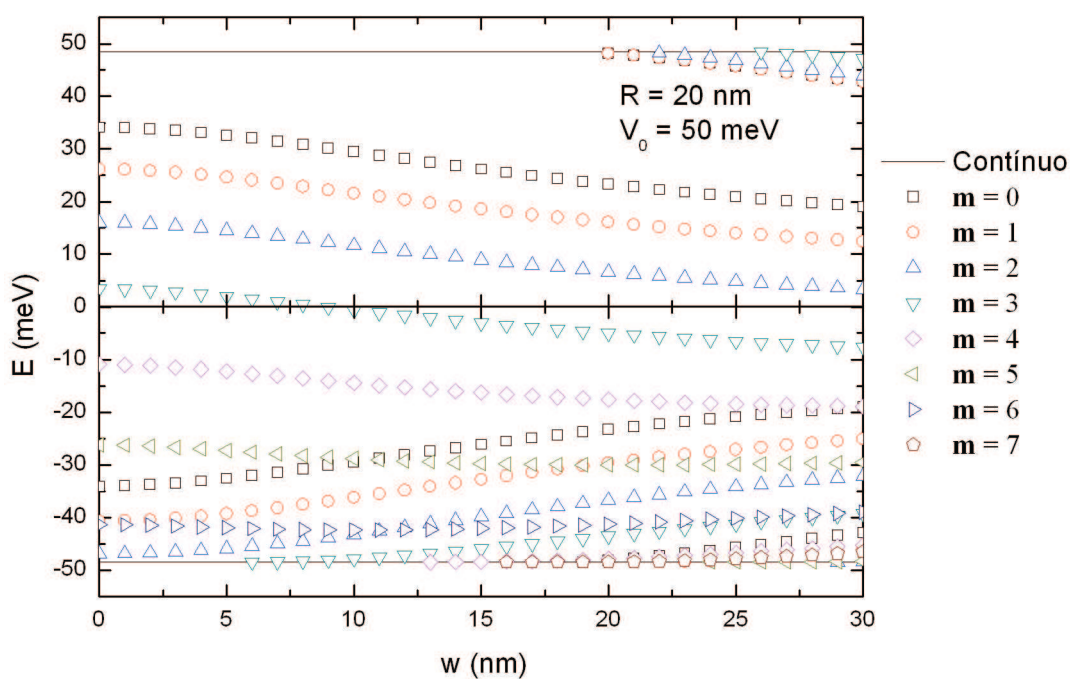 50
40
30
20
10
0
-10
-20
-30
-40
-50
E (meV)
0
5
10
15
20
25
30
w (nm)
R = 20 nm
V0 = 50 meV
Contínuo
m = 0
m = 1
m = 2
m = 3
m = 4
m = 5
m = 6
m = 7